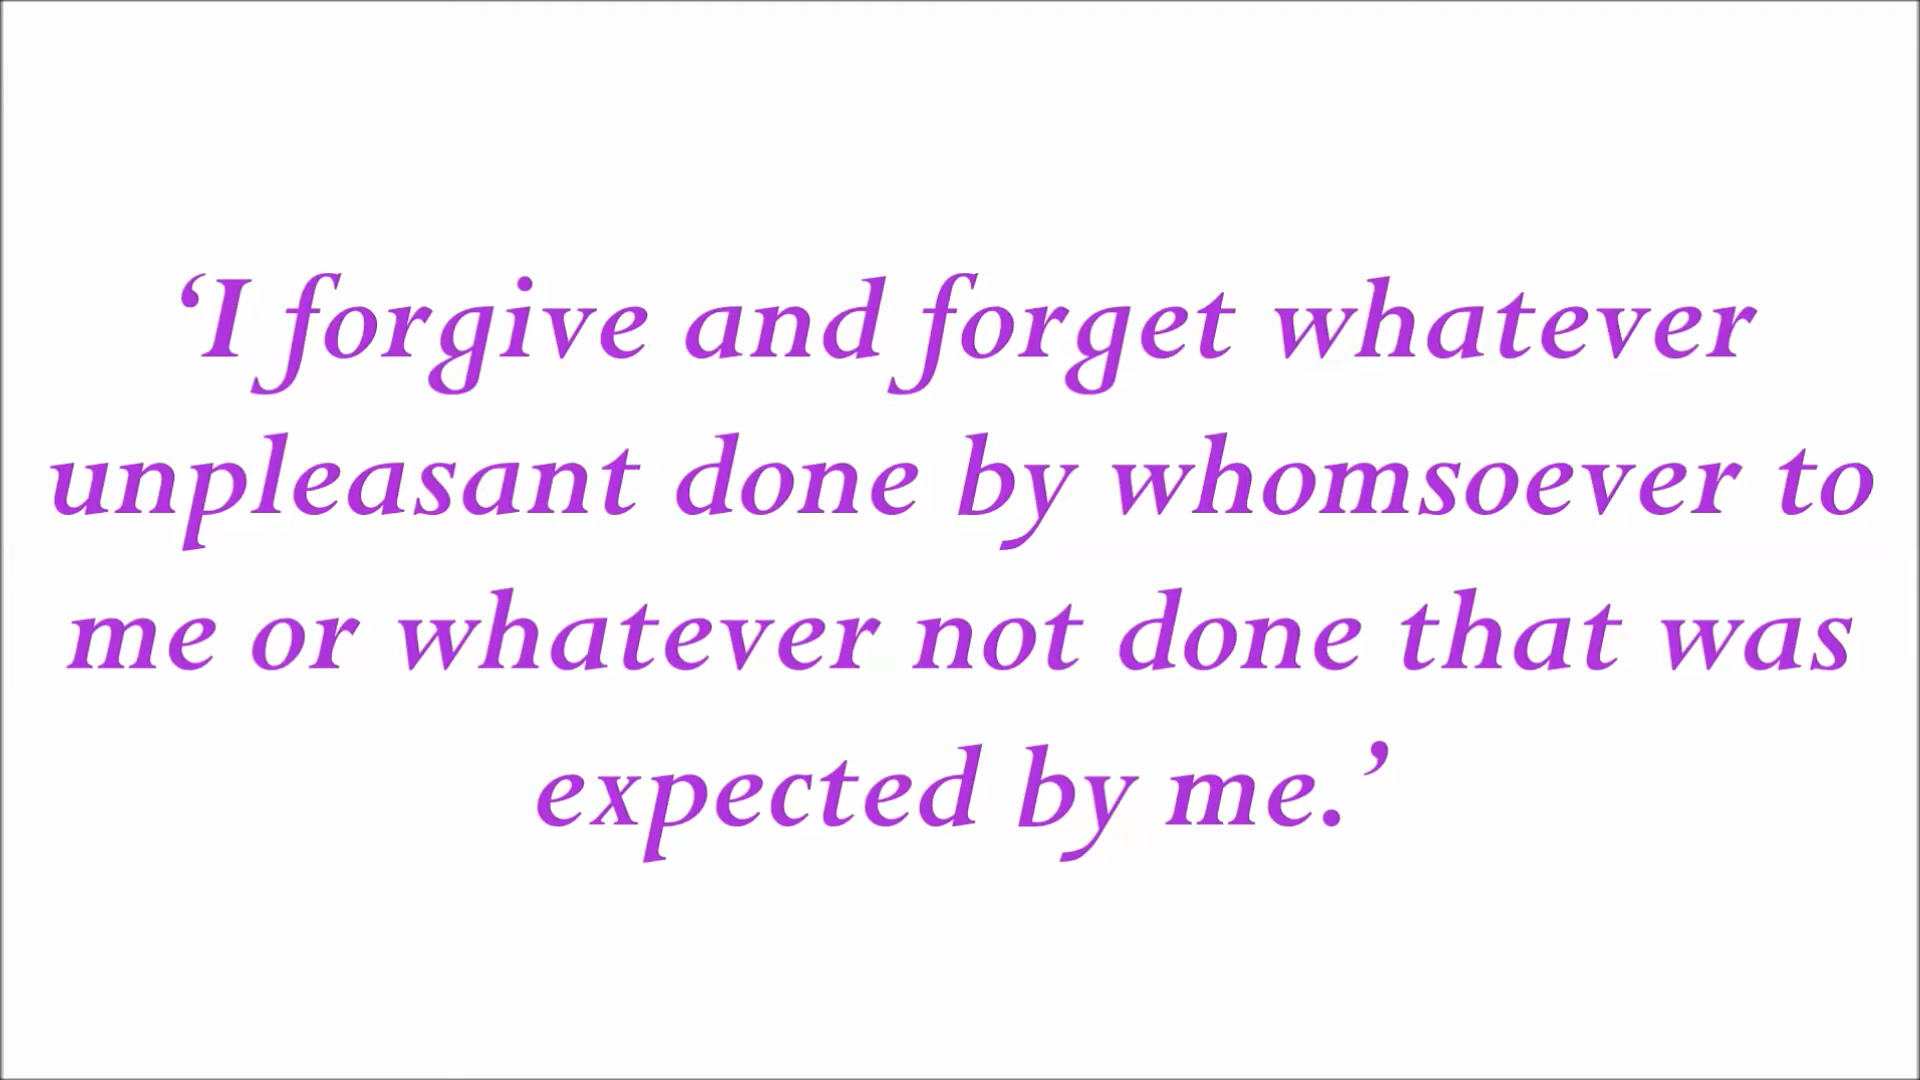 ‘I forgive and forget whatever
unpleasant done by whomsoever to
me or whatever not done that was
expected by me.’